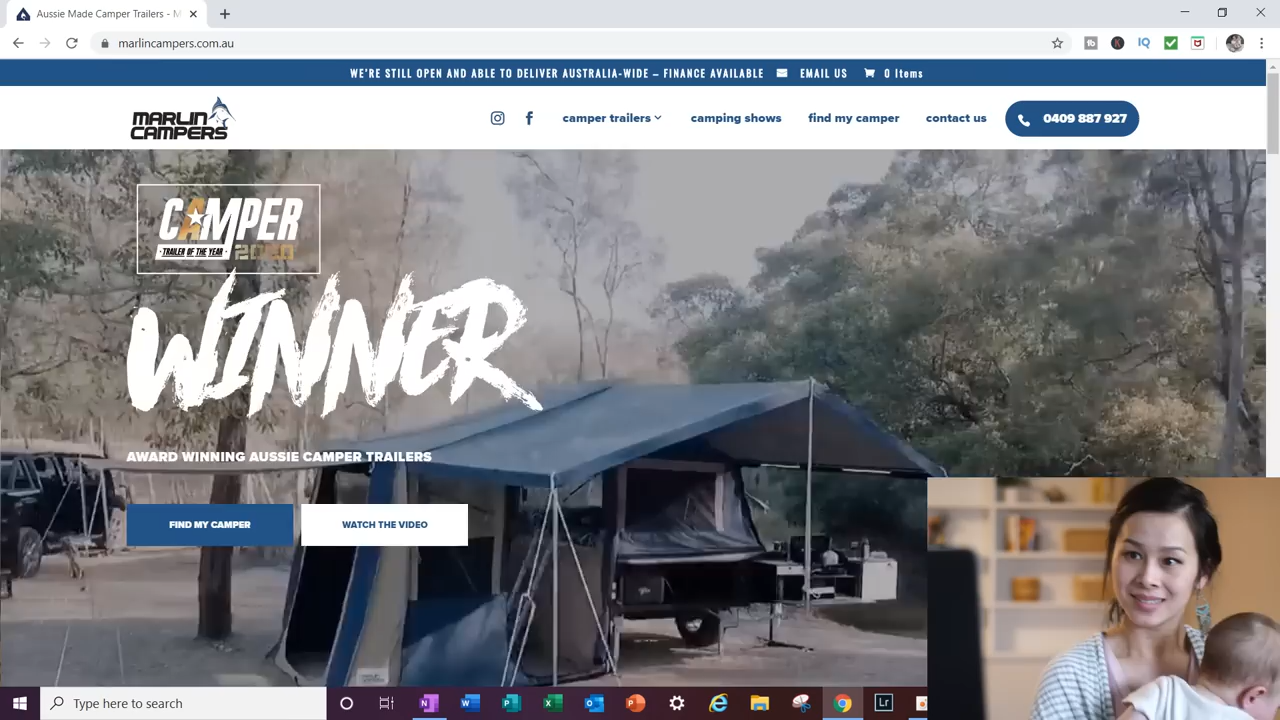 Aussie Made Camper Trailers - M
marlincampers.com.au
WE'RE STILL OPEN AND ABLE TO DELIVER AUSTRALIA-WIDE – FINANCE AVAILABLE
EMAIL US
0 Items
MARLIN
CAMPERS
camper trailers
camping shows
find my camper
contact us
0409 887 927
CAMPER
TRAILER OF THE YEAR
2020
WINNER
AWARD WINNING AUSSIE CAMPER TRAILERS
FIND MY CAMPER
WATCH THE VIDEO
Type here to search
Lr